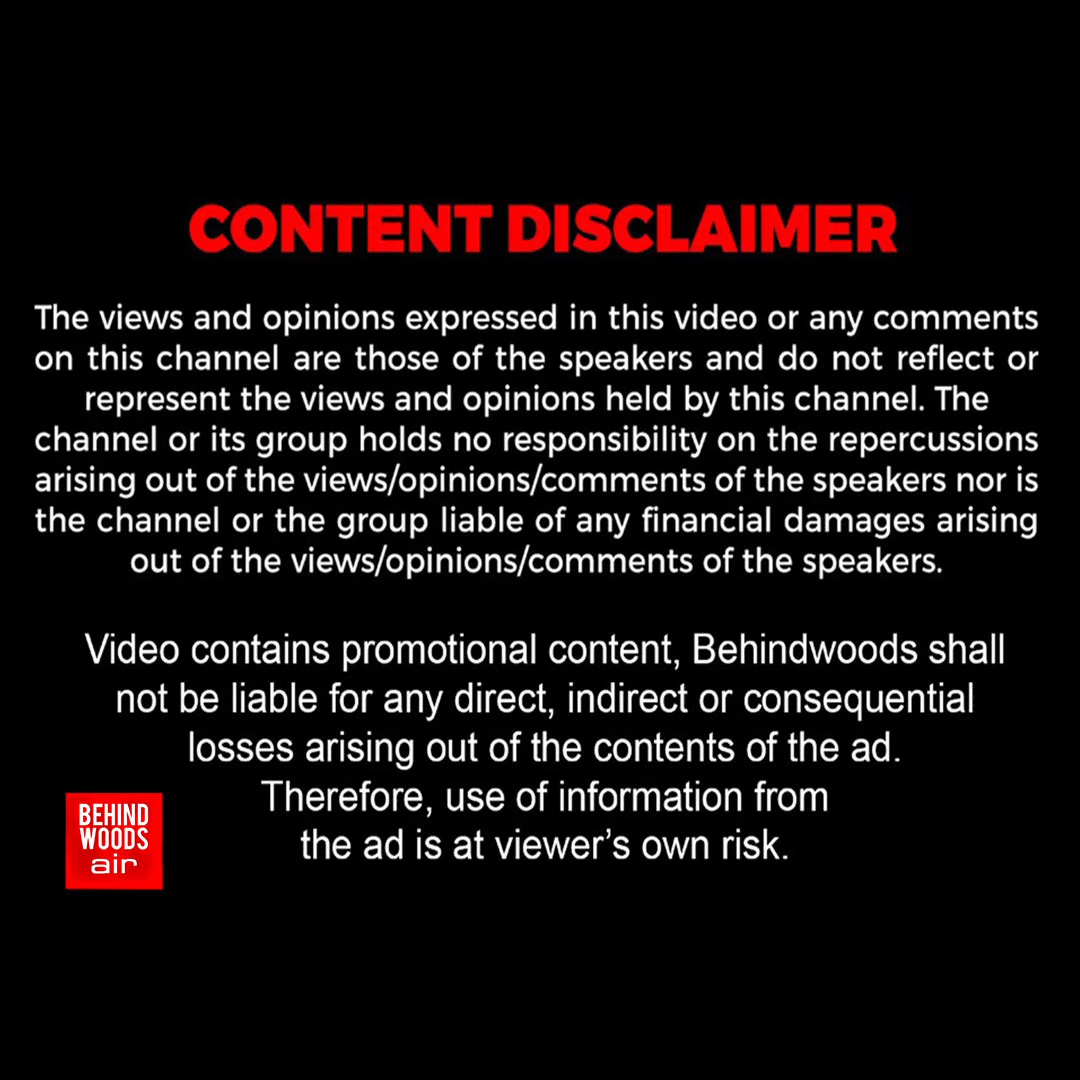 CONTENT DISCLAIMER
The views and opinions expressed in this video or any comments
on this channel are those of the speakers and do not reflect or
represent the views and opinions held by this channel. The
channel or its group holds no responsibility on the repercussions
arising out of the views/opinions/comments of the speakers nor is
the channel or the group liable of any financial damages arising
out of the views/opinions/comments of the speakers.
Video contains promotional content, Behindwoods shall
not be liable for any direct, indirect or consequential
losses arising out of the contents of the ad.
Therefore, use of information from
the ad is at viewer’s own risk.
BEHIND
WOODS
air